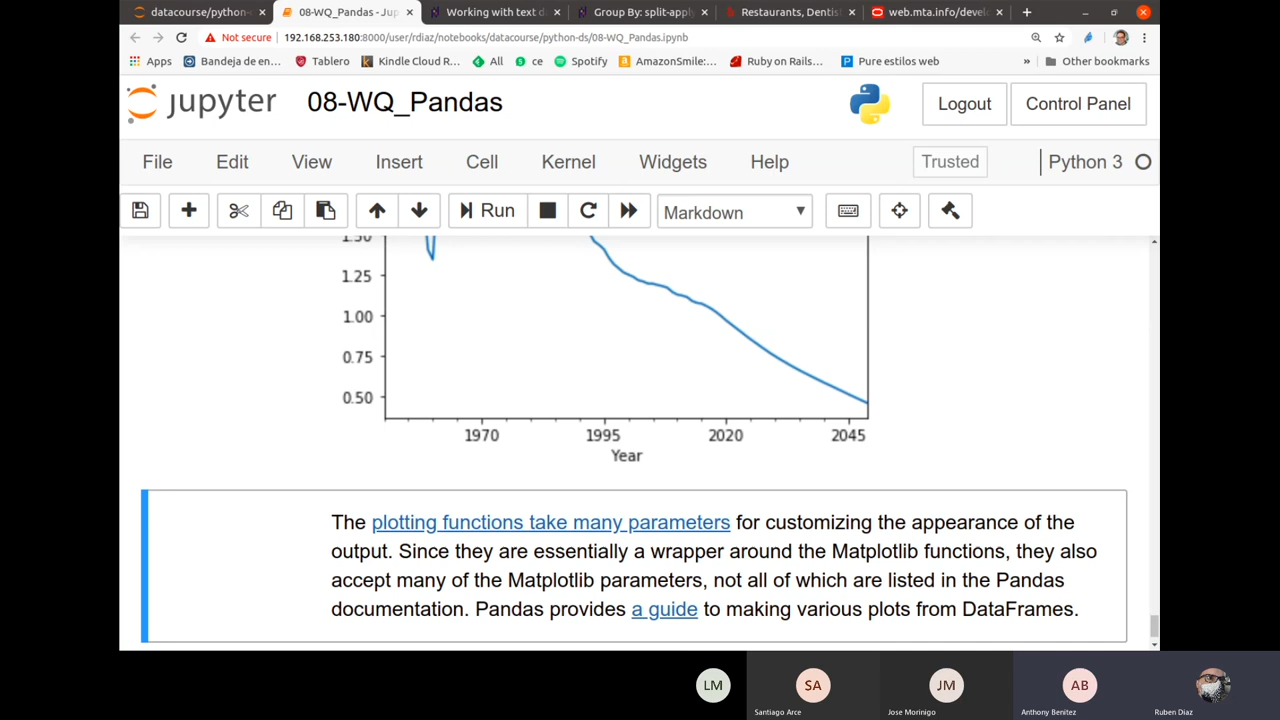 datacourse/python-
08-WQ_Pandas - Jup
Working with text d
Group By: split-apply
Restaurants, Dentis
web.mta.info/devel
Not secure
192.168.253.180:8000/user/rdiaz/notebooks/datacourse/python-ds/08-WQ_Pandas.ipynb
Apps
Bandeja de en...
Tablero
Kindle Cloud R...
All
ce
Spotify
AmazonSmile:...
Ruby on Rails...
Pure estilos web
»
Other bookmarks
jupyter
08-WQ_Pandas
Logout
Control Panel
File
Edit
View
Insert
Cell
Kernel
Widgets
Help
Trusted
Python 3
Run
Markdown
1.50
1.25
1.00
0.75
0.50
1970
1995
2020
2045
Year
The plotting functions take many parameters for customizing the appearance of the
output. Since they are essentially a wrapper around the Matplotlib functions, they also
accept many of the Matplotlib parameters, not all of which are listed in the Pandas
documentation. Pandas provides a guide to making various plots from DataFrames.
LM
SA
Santiago Arce
JM
Jose Morinigo
AB
Anthony Benitez
Ruben Diaz